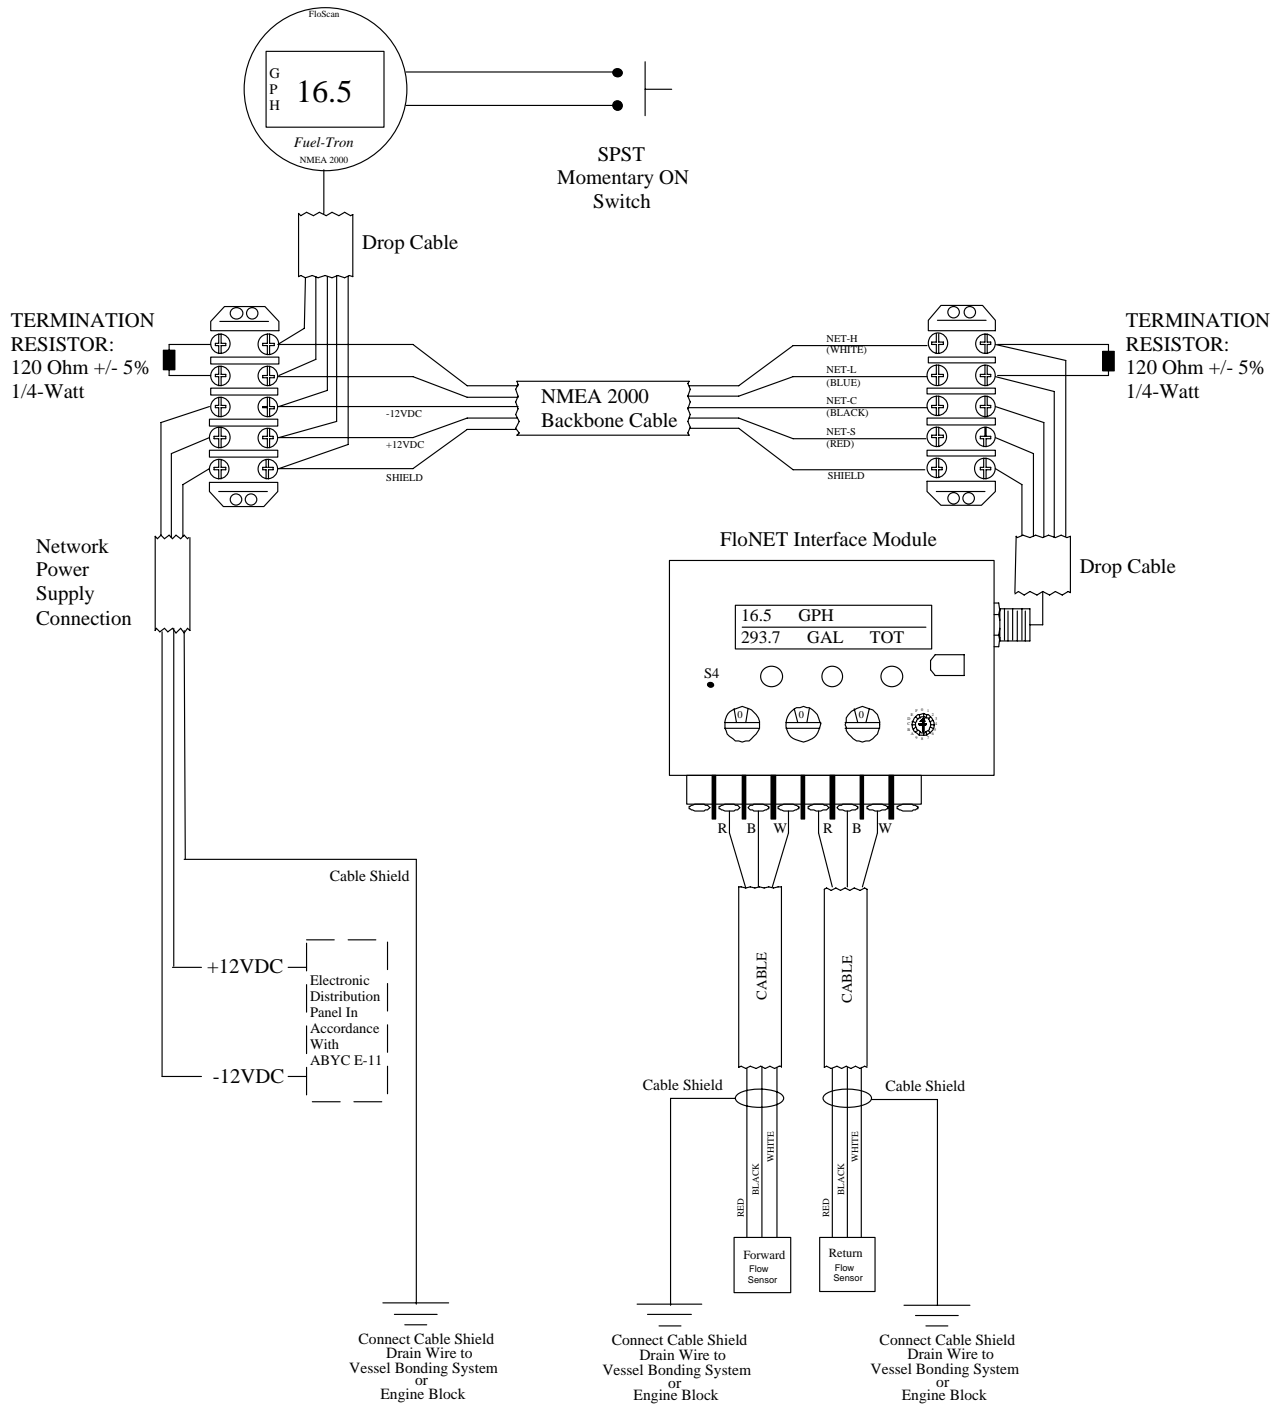 FloScan
G
P
H
16.5
Fuel-Tron
NMEA 2000
SPST
Momentary ON
Switch
Drop Cable
TERMINATION
RESISTOR:
120 Ohm +/- 5%
1/4-Watt
-12VDC
+12VDC
SHIELD
NMEA 2000
Backbone Cable
NET-H
(WHITE)
NET-L
(BLUE)
NET-C
(BLACK)
NET-S
(RED)
SHIELD
TERMINATION
RESISTOR:
120 Ohm +/- 5%
1/4-Watt
Network
Power
Supply
Connection
FloNET Interface Module
Drop Cable
16.5 GPH
293.7 GAL TOT
S4
0 0 0
R B W R B W
Cable Shield
+12VDC
-12VDC
Electronic
Distribution
Panel In
Accordance
With
ABYC E-11
CABLE
CABLE
Cable Shield
Cable Shield
RED
BLACK
WHITE
RED
BLACK
WHITE
Forward
Flow
Sensor
Return
Flow
Sensor
Connect Cable Shield
Drain Wire to
Vessel Bonding System
or
Engine Block
Connect Cable Shield
Drain Wire to
Vessel Bonding System
or
Engine Block
Connect Cable Shield
Drain Wire to
Vessel Bonding System
or
Engine Block